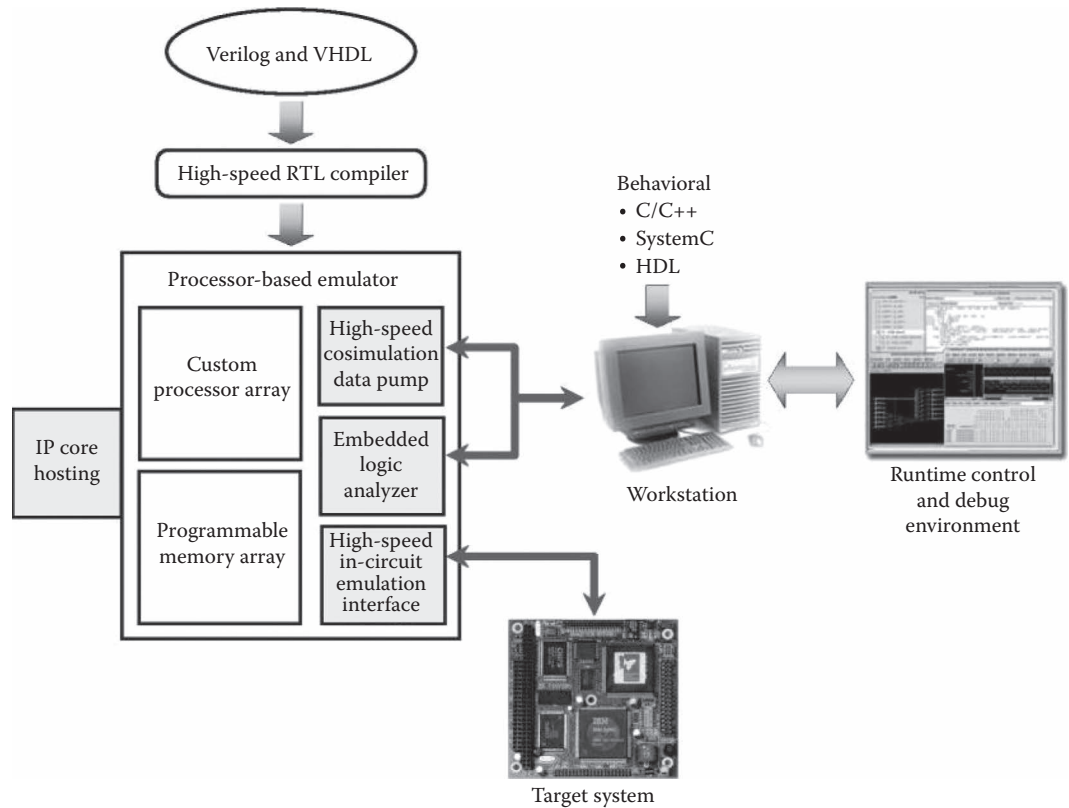 Verilog and VHDL
High-speed RTL compiler
Processor-based emulator
Custom
processor array
Programmable
memory array
High-speed
cosimulation
data pump
Embedded
logic
analyzer
High-speed
in-circuit
emulation
interface
IP core
hosting
Behavioral
• C/C++
• SystemC
• HDL
Workstation
Runtime control
and debug
environment
IBM
Target system